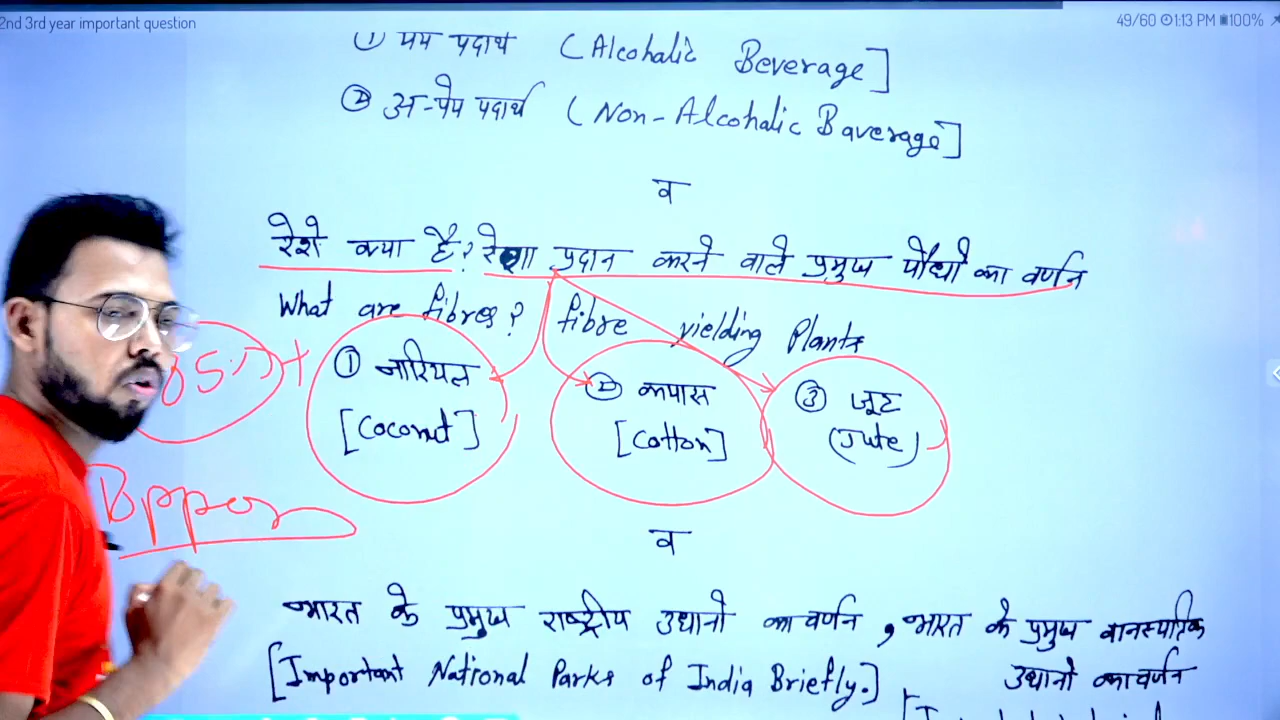 2nd 3rd year important question
49/60 1:13 PM 100%
① पेय पदार्थ (Alcoholic Beverage]
② अ-पेय पदार्थ (Non-Alcoholic Baverage]
व
रेशे क्या है? रेशा प्रदान करने वाले प्रमुख पौधो का वर्णन
What are fibres? fibre yielding Plants
① नारियल ② कपास ③ जूट
[Coconut] [Cotton] (Jute)
व
भारत के प्रमुख राष्ट्रीय उधानो का वर्णन, भारत के प्रमुख वानस्पतिक
उधानो का वर्णन
[Important National Parks of India Briefly.]